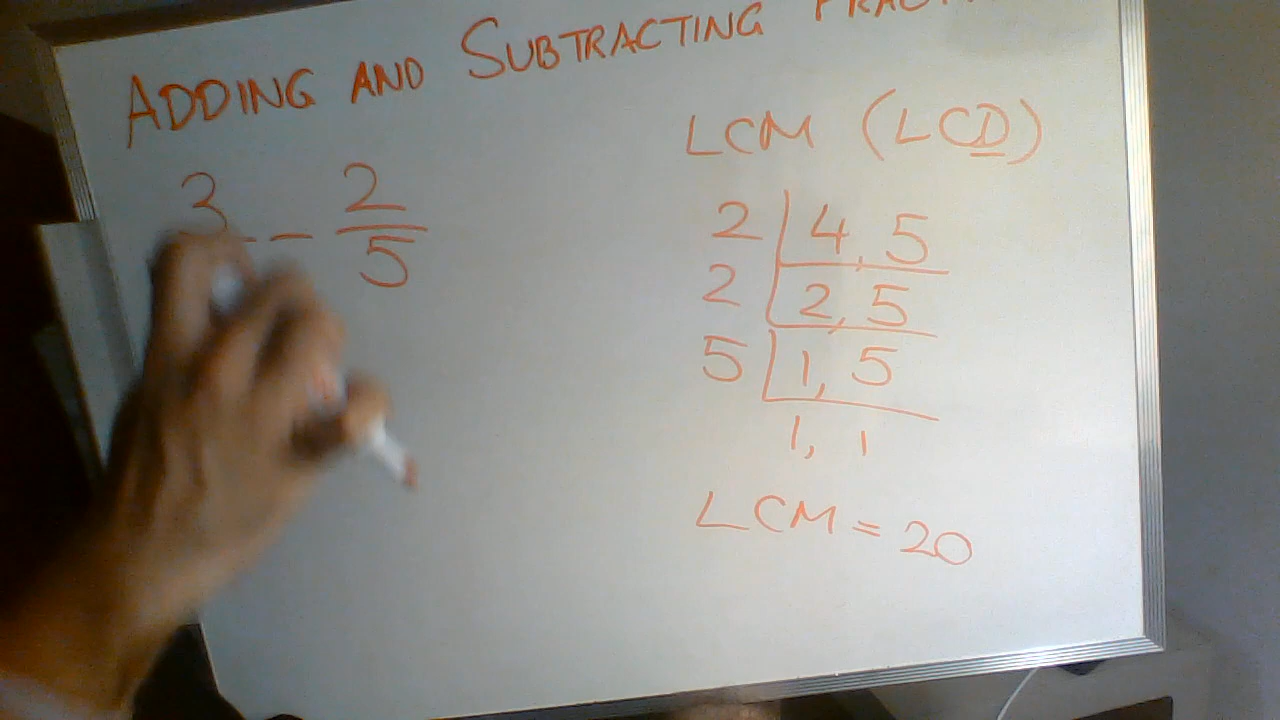 ADDING AND SUBTRACTING
3 - 2
5
LCM (LCD)
2 4, 5
2 2, 5
5 1, 5
1, 1
LCM = 20